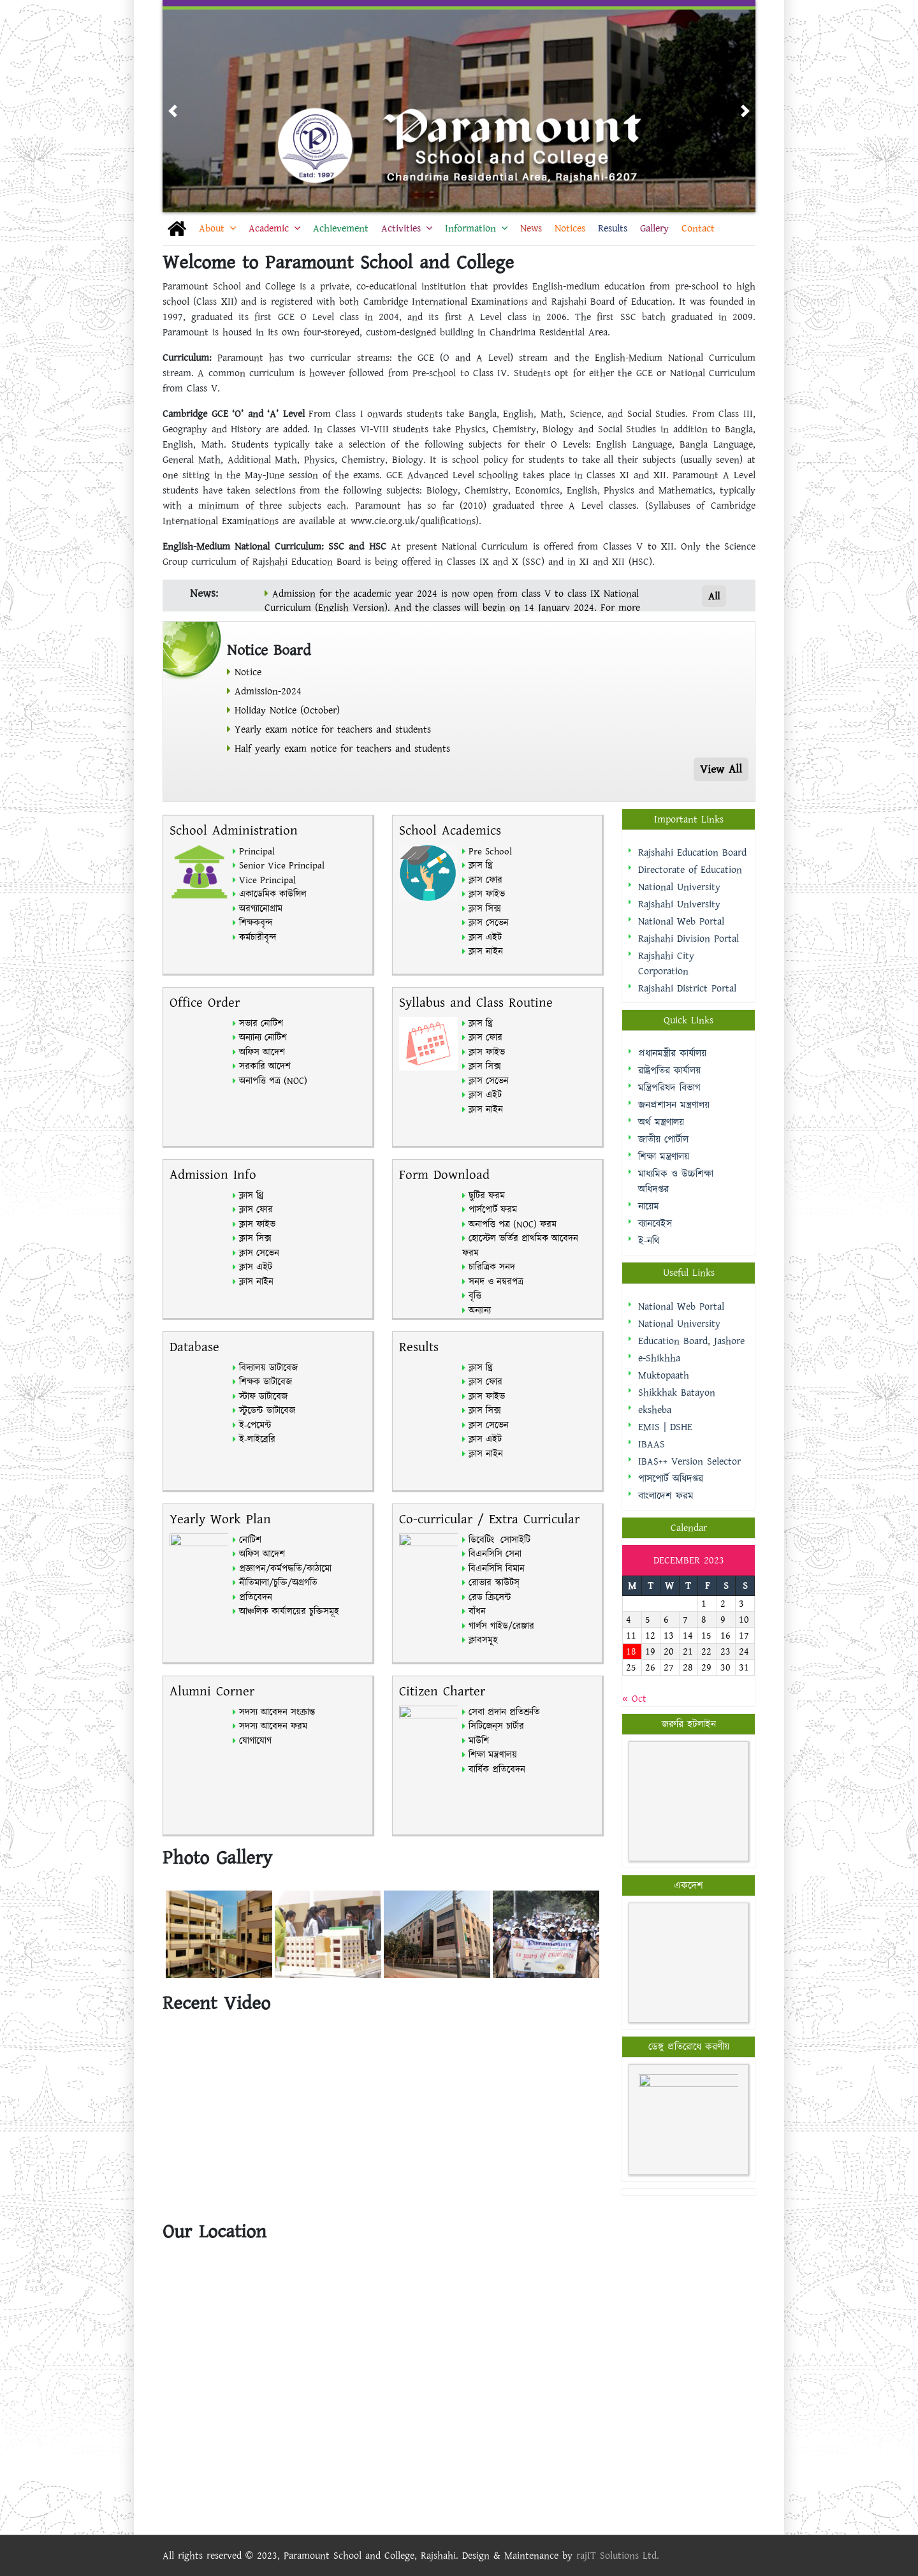 Paramount
School and College
Chandrima Residential Area, Rajshahi-6207
Estd: 1997
About Academic Achievement Activities Information News Notices Results Gallery Contact
Welcome to Paramount School and College
Paramount School and College is a private, co-educational institution that provides English-medium education from pre-school to high
school (Class XII) and is registered with both Cambridge International Examinations and Rajshahi Board of Education. It was founded in
1997, graduated its first GCE O Level class in 2004, and its first A Level class in 2006. The first SSC batch graduated in 2009.
Paramount is housed in its own four-storeyed, custom-designed building in Chandrima Residential Area.
Curriculum: Paramount has two curricular streams: the GCE (O and A Level) stream and the English-Medium National Curriculum
stream. A common curriculum is however followed from Pre-school to Class IV. Students opt for either the GCE or National Curriculum
from Class V.
Cambridge GCE ‘O’ and ‘A’ Level From Class I onwards students take Bangla, English, Math, Science, and Social Studies. From Class III,
Geography and History are added. In Classes VI-VIII students take Physics, Chemistry, Biology and Social Studies in addition to Bangla,
English, Math. Students typically take a selection of the following subjects for their O Levels: English Language, Bangla Language,
General Math, Additional Math, Physics, Chemistry, Biology. It is school policy for students to take all their subjects (usually seven) at
one sitting in the May-June session of the exams. GCE Advanced Level schooling takes place in Classes XI and XII. Paramount A Level
students have taken selections from the following subjects: Biology, Chemistry, Economics, English, Physics and Mathematics, typically
with a minimum of three subjects each. Paramount has so far (2010) graduated three A Level classes. (Syllabuses of Cambridge
International Examinations are available at www.cie.org.uk/qualifications).
English-Medium National Curriculum: SSC and HSC At present National Curriculum is offered from Classes V to XII. Only the Science
Group curriculum of Rajshahi Education Board is being offered in Classes IX and X (SSC) and in XI and XII (HSC).
News:
Admission for the academic year 2024 is now open from class V to class IX National
Curriculum (English Version). And the classes will begin on 14 January 2024. For more
All
Notice Board
Notice
Admission-2024
Holiday Notice (October)
Yearly exam notice for teachers and students
Half yearly exam notice for teachers and students
View All
School Administration
Principal
Senior Vice Principal
Vice Principal
একাডেমিক কাউন্সিল
অরগ্যানোগ্রাম
শিক্ষকবৃন্দ
কর্মচারীবৃন্দ
School Academics
Pre School
ক্লাস থ্রি
ক্লাস ফোর
ক্লাস ফাইভ
ক্লাস সিক্স
ক্লাস সেভেন
ক্লাস এইট
ক্লাস নাইন
Office Order
সভার নোটিশ
অন্যান্য নোটিশ
অফিস আদেশ
সরকারি আদেশ
অনাপত্তি পত্র (NOC)
Syllabus and Class Routine
ক্লাস থ্রি
ক্লাস ফোর
ক্লাস ফাইভ
ক্লাস সিক্স
ক্লাস সেভেন
ক্লাস এইট
ক্লাস নাইন
Admission Info
ক্লাস থ্রি
ক্লাস ফোর
ক্লাস ফাইভ
ক্লাস সিক্স
ক্লাস সেভেন
ক্লাস এইট
ক্লাস নাইন
Form Download
ছুটির ফরম
পার্সপোর্ট ফরম
অনাপত্তি পত্র (NOC) ফরম
হোস্টেল ভর্তির প্রাথমিক আবেদন
ফরম
চারিত্রিক সনদ
সনদ ও নম্বরপত্র
বৃত্তি
অন্যান্য
Database
বিদ্যালয় ডাটাবেজ
শিক্ষক ডাটাবেজ
স্টাফ ডাটাবেজ
স্টুডেন্ট ডাটাবেজ
ই-পেমেন্ট
ই-লাইব্রেরি
Results
ক্লাস থ্রি
ক্লাস ফোর
ক্লাস ফাইভ
ক্লাস সিক্স
ক্লাস সেভেন
ক্লাস এইট
ক্লাস নাইন
Yearly Work Plan
নোটিশ
অফিস আদেশ
প্রজ্ঞাপন/কর্মপদ্ধতি/কাঠামো
নীতিমালা/চুক্তি/অগ্রগতি
প্রতিবেদন
আঞ্চলিক কার্যালয়ের চুক্তিসমূহ
Co-curricular / Extra Curricular
ডিবেটিং সোসাইটি
বিএনসিসি সেনা
বিএনসিসি বিমান
রোভার স্কাউটস্
রেড ক্রিসেন্ট
বাঁধন
গার্লস গাইড/রেঞ্জার
ক্লাবসমূহ
Alumni Corner
সদস্য আবেদন সংক্রান্ত
সদস্য আবেদন ফরম
যোগাযোগ
Citizen Charter
সেবা প্রদান প্রতিশ্রুতি
সিটিজেন্স চার্টার
মাউশি
শিক্ষা মন্ত্রণালয়
বার্ষিক প্রতিবেদন
Photo Gallery
Paramount
Recent Video
Our Location
Important Links
Rajshahi Education Board
Directorate of Education
National University
Rajshahi University
National Web Portal
Rajshahi Division Portal
Rajshahi City
Corporation
Rajshahi District Portal
Quick Links
প্রধানমন্ত্রীর কার্যালয়
রাষ্ট্রপতির কার্যালয়
মন্ত্রিপরিষদ বিভাগ
জনপ্রশাসন মন্ত্রণালয়
অর্থ মন্ত্রণালয়
জাতীয় পোর্টাল
শিক্ষা মন্ত্রণালয়
মাধ্যমিক ও উচ্চশিক্ষা
অধিদপ্তর
নায়েম
ব্যানবেইস
ই-নথি
Useful Links
National Web Portal
National University
Education Board, Jashore
e-Shikhha
Muktopaath
Shikkhak Batayon
eksheba
EMIS | DSHE
IBAAS
IBAS++ Version Selector
পাসপোর্ট অধিদপ্তর
বাংলাদেশ ফরম
Calendar
DECEMBER 2023
M T W T F S S
1 2 3
4 5 6 7 8 9 10
11 12 13 14 15 16 17
18 19 20 21 22 23 24
25 26 27 28 29 30 31
« Oct
জরুরি হটলাইন
একদেশ
ডেঙ্গু প্রতিরোধে করণীয়
All rights reserved © 2023, Paramount School and College, Rajshahi. Design & Maintenance by rajIT Solutions Ltd.